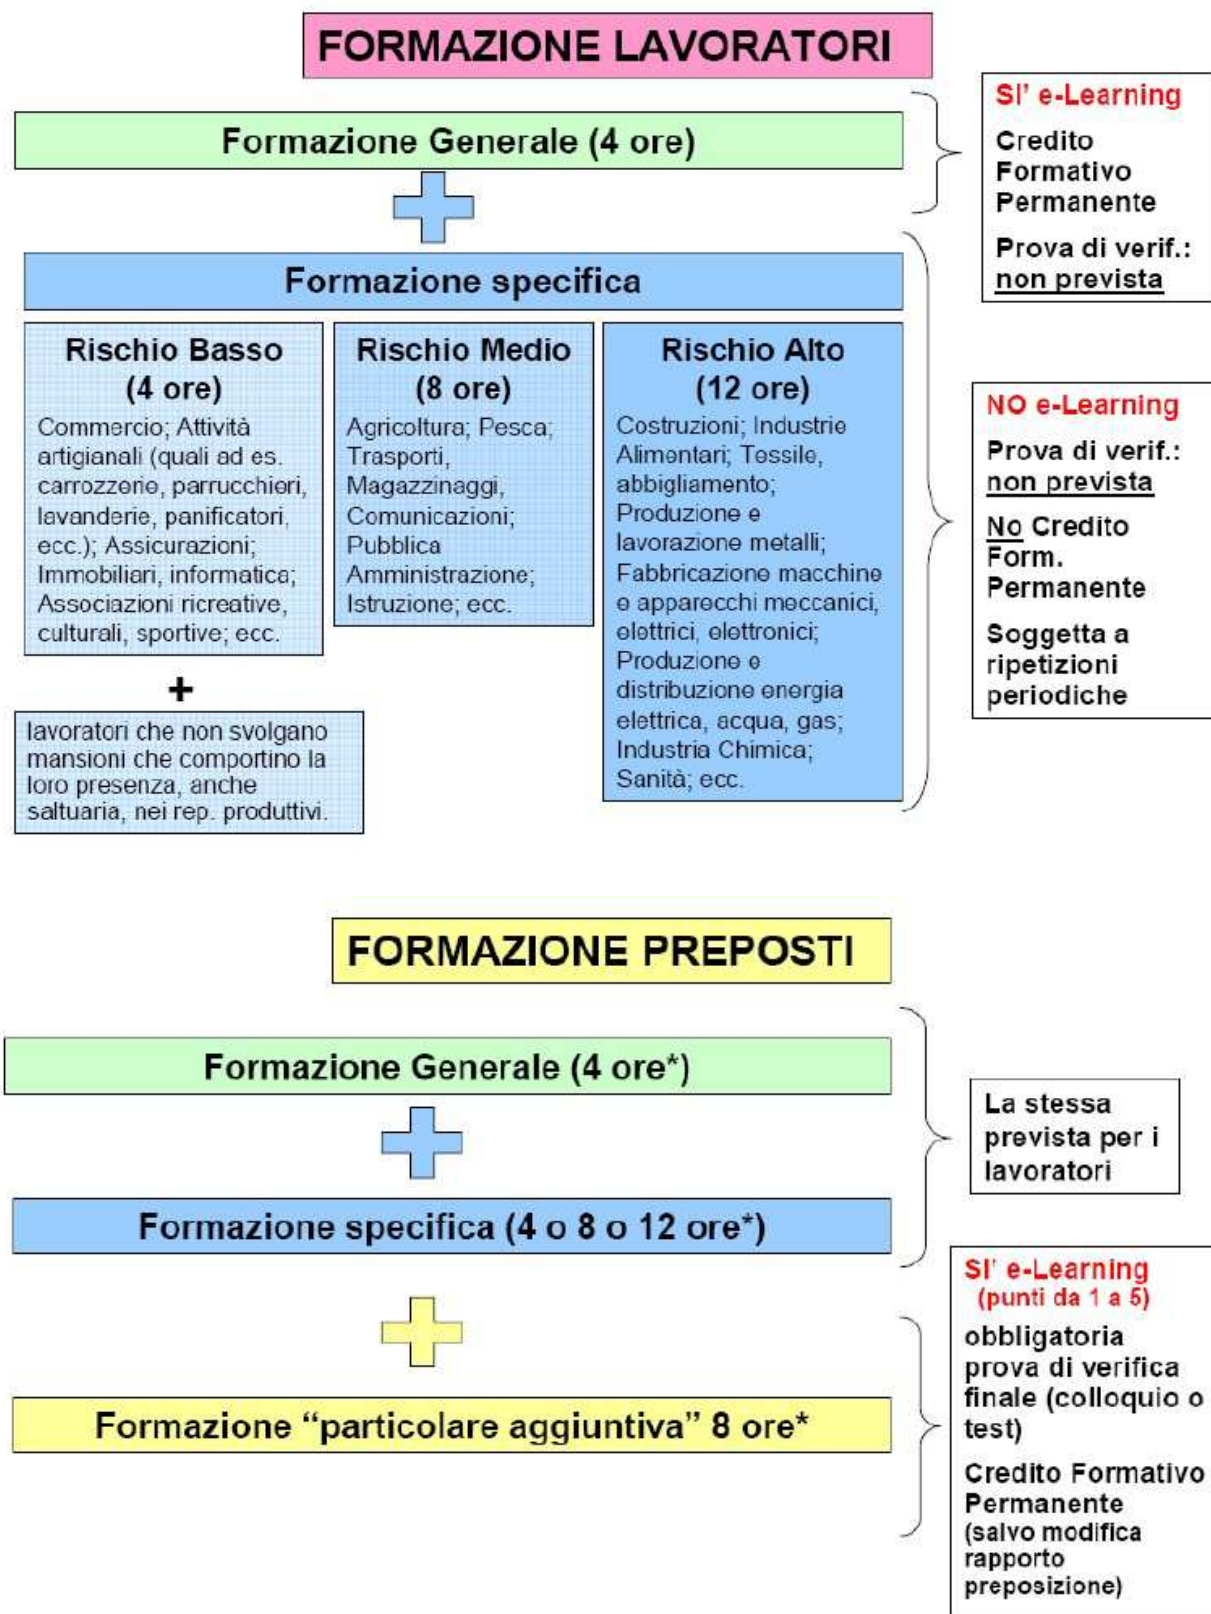 FORMAZIONE LAVORATORI
Formazione Generale (4 ore)
SI' e-Learning
Credito
Formativo
Permanente
Prova di verif.:
non prevista
Formazione specifica
Rischio Basso
(4 ore)
Commercio; Attività
artigianali (quali ad es.
carrozzerie, parrucchieri,
lavanderie, panificatori,
ecc.); Assicurazioni;
Immobiliari, informatica;
Associazioni ricreative,
culturali, sportive; ecc.
+
lavoratori che non svolgano
mansioni che comportino la
loro presenza, anche
saltuaria, nei rep. produttivi.
Rischio Medio
(8 ore)
Agricoltura; Pesca;
Trasporti,
Magazzinaggi,
Comunicazioni;
Pubblica
Amministrazione;
Istruzione; ecc.
Rischio Alto
(12 ore)
Costruzioni; Industrie
Alimentari; Tessile,
abbigliamento;
Produzione e
lavorazione metalli;
Fabbricazione macchine
e apparecchi meccanici,
elettrici, elettronici;
Produzione e
distribuzione energia
elettrica, acqua, gas;
Industria Chimica;
Sanità; ecc.
NO e-Learning
Prova di verif.:
non prevista
No Credito
Form.
Permanente
Soggetta a
ripetizioni
periodiche
FORMAZIONE PREPOSTI
Formazione Generale (4 ore*)
Formazione specifica (4 o 8 o 12 ore*)
La stessa
prevista per i
lavoratori
Formazione “particolare aggiuntiva” 8 ore*
SI' e-Learning
(punti da 1 a 5)
obbligatoria
prova di verifica
finale (colloquio o
test)
Credito Formativo
Permanente
(salvo modifica
rapporto
preposizione)